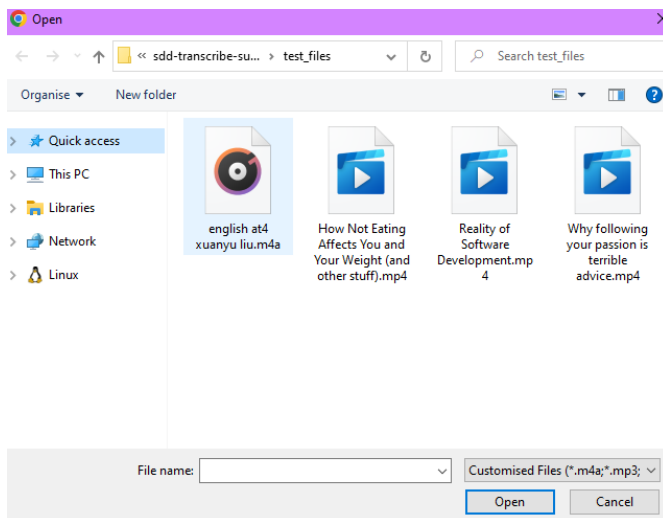 Open
« sdd-transcribe-su... > test_files
Search test_files
Organise
New folder
Quick access
This PC
Libraries
Network
Linux
english at4
xuanyu liu.m4a
How Not Eating
Affects You and
Your Weight (and
other stuff).mp4
Reality of
Software
Development.mp
4
Why following
your passion is
terrible
advice.mp4
File name:
Customised Files (*.m4a;*.mp3;
Open
Cancel